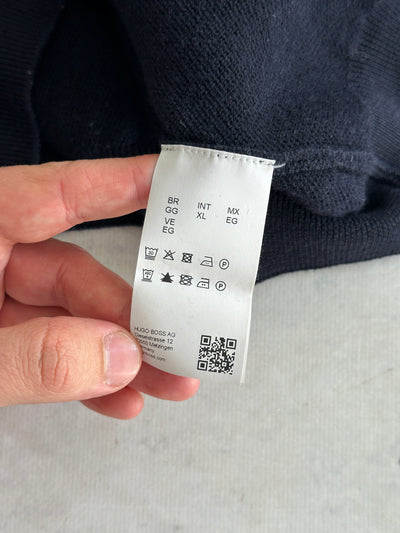 BR INT MX
GG XL EG
VE
EG
HUGO BOSS AG
Dieselstrasse 12
Metzingen